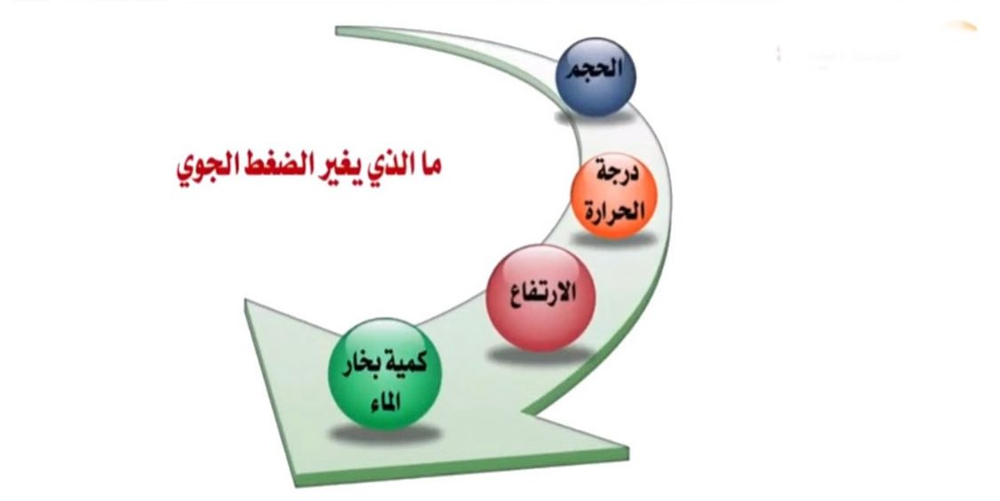 ما الذي يغير الضغط الجوي
الحجم
درجة
الحرارة
الارتفاع
كمية بخار
الماء